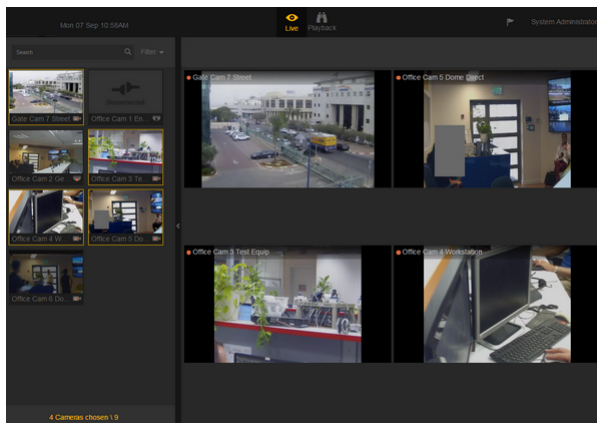 Mon 07 Sep 10:56AM
Live
Playback
System Administrator
Search
Filter
Gate Cam 7 Street
Disconnected
Office Cam 1 En..
Office Cam 2 Ge..
Office Cam 3 Te..
Office Cam 4 W...
Office Cam 5 Do...
Office Cam 6 Do...
4 Cameras chosen \ 9
Gate Cam 7 Street
Office Cam 5 Dome Direct
Office Cam 3 Test Equip
Office Cam 4 Workstation